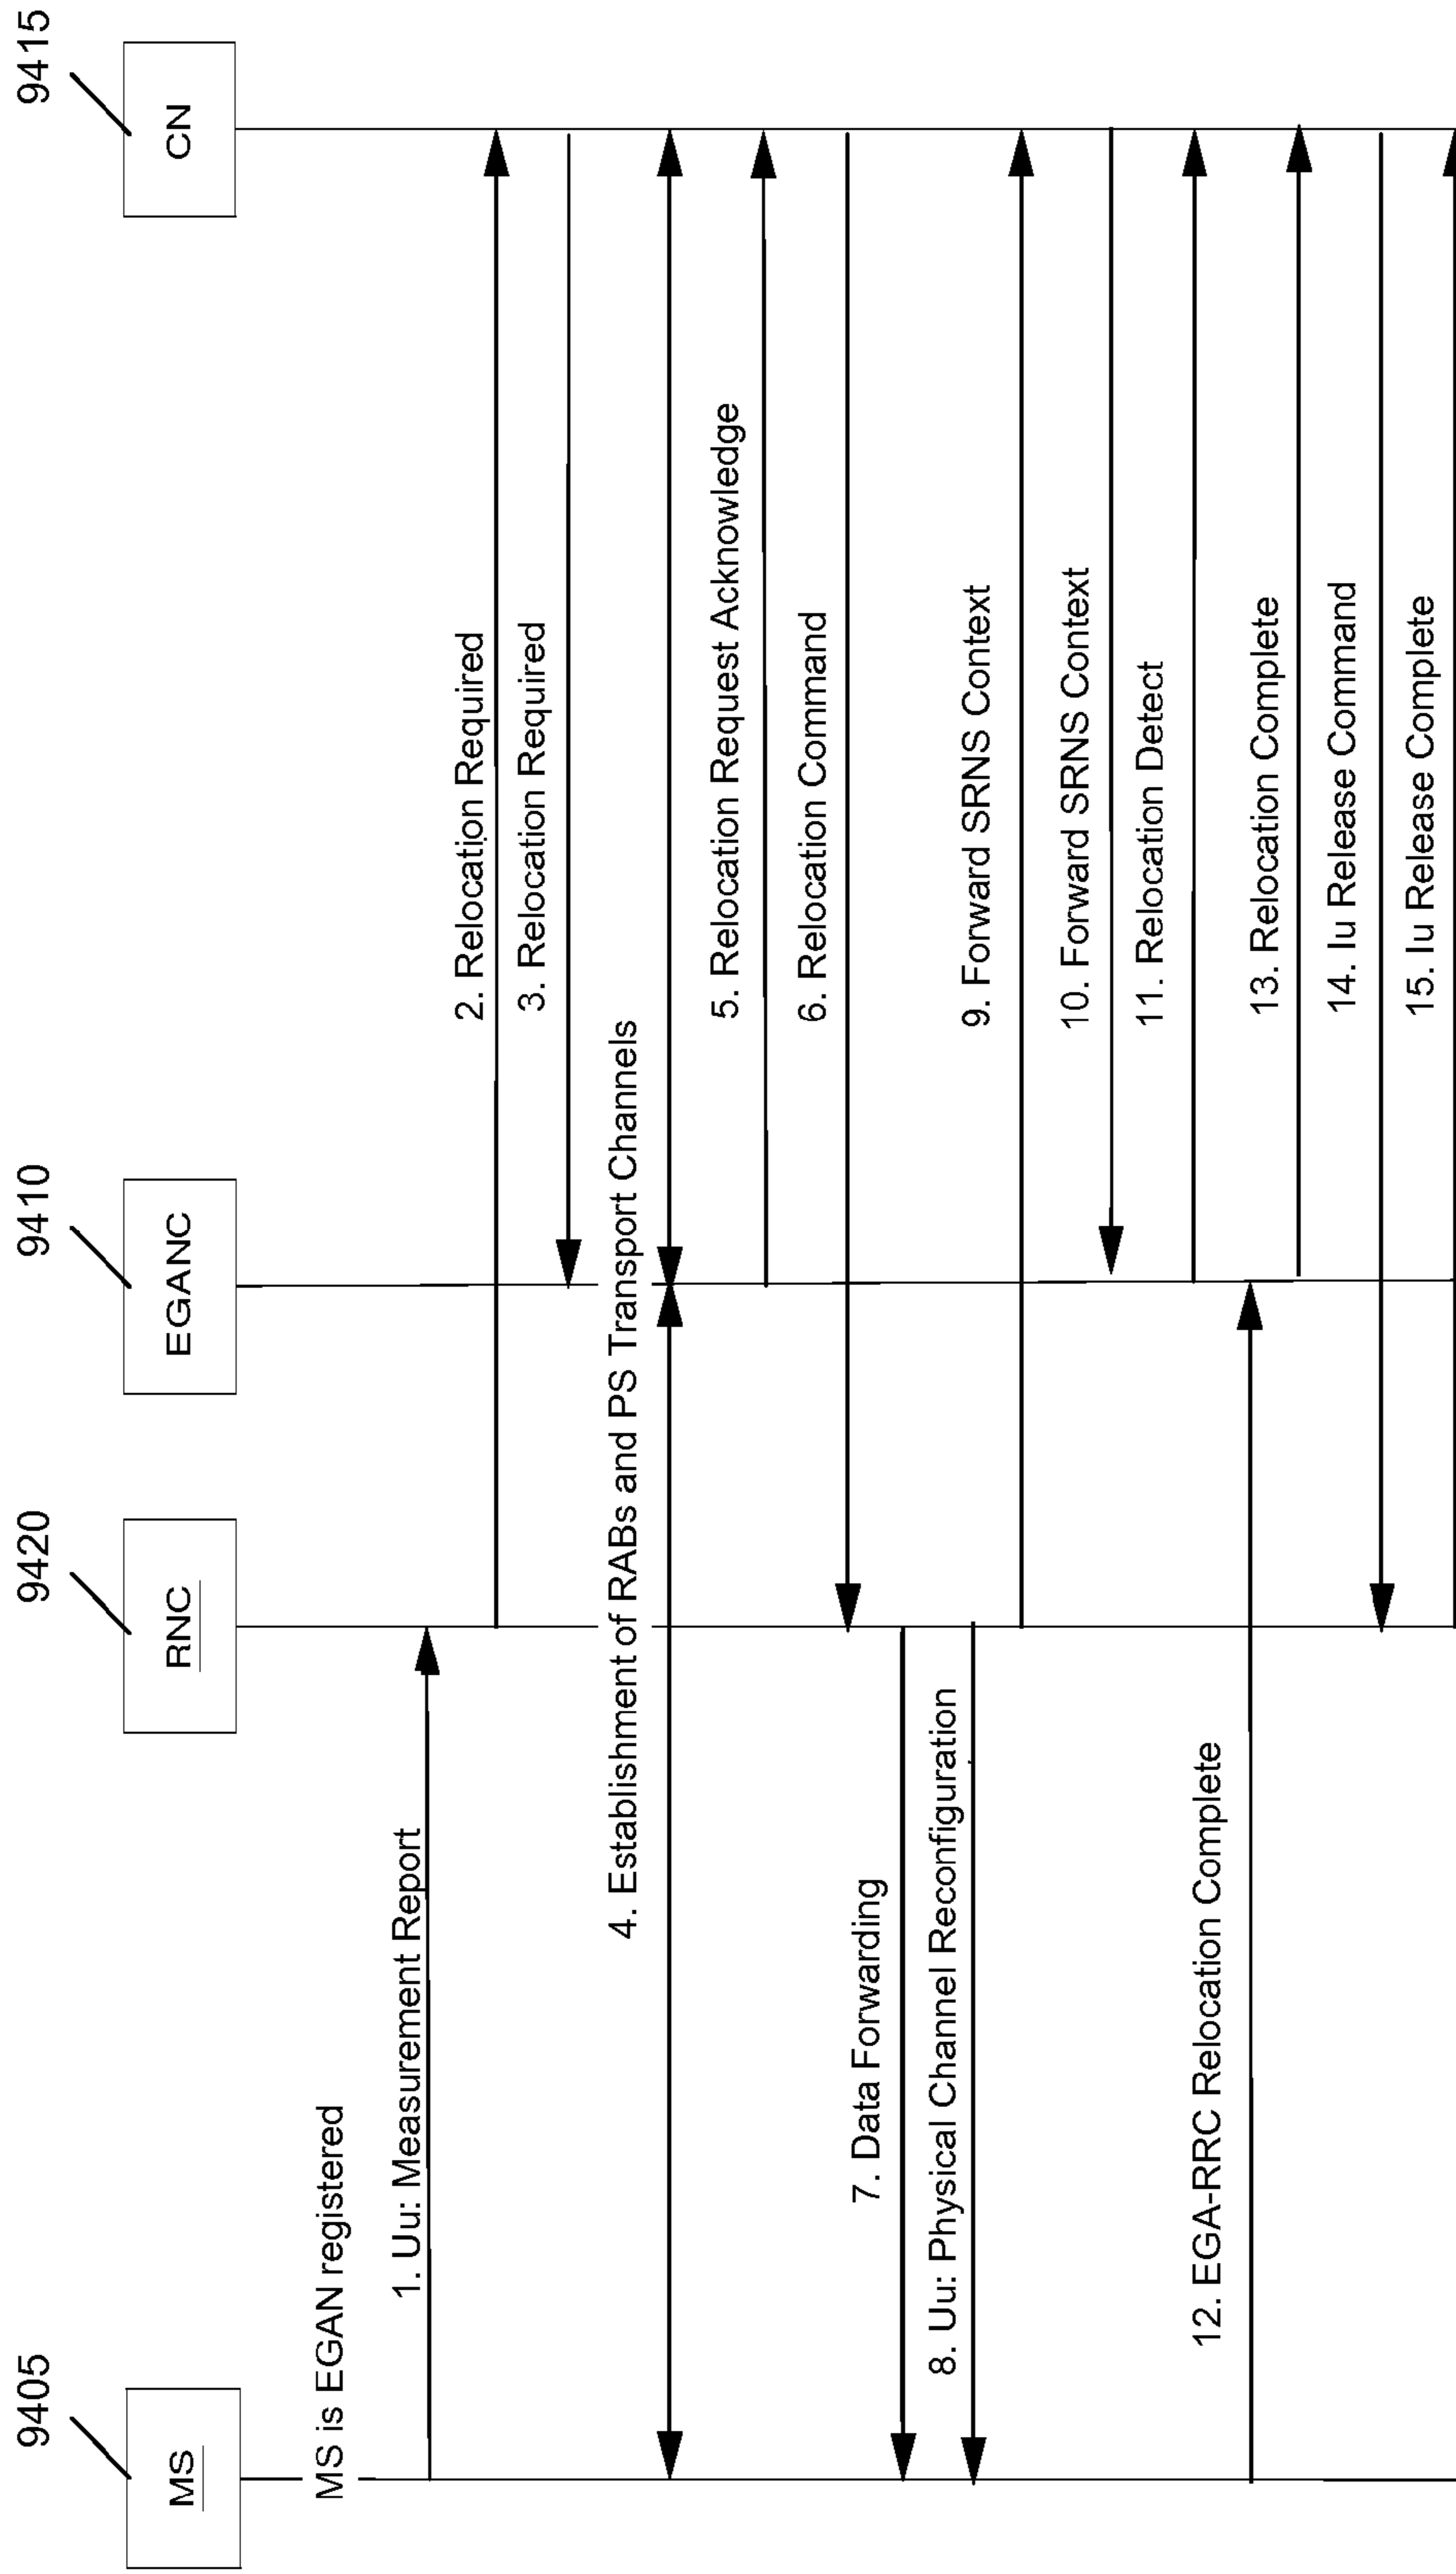 9405
9420
9410
9415
MS
RNC
EGANC
CN
MS is EGAN registered
1. Uu: Measurement Report
2. Relocation Required
3. Relocation Required
4. Establishment of RABs and PS Transport Channels
5. Relocation Request Acknowledge
6. Relocation Command
7. Data Forwarding
8. Uu: Physical Channel Reconfiguration
9. Forward SRNS Context
10. Forward SRNS Context
11. Relocation Detect
12. EGA-RRC Relocation Complete
13. Relocation Complete
14. Iu Release Command
15. Iu Release Complete